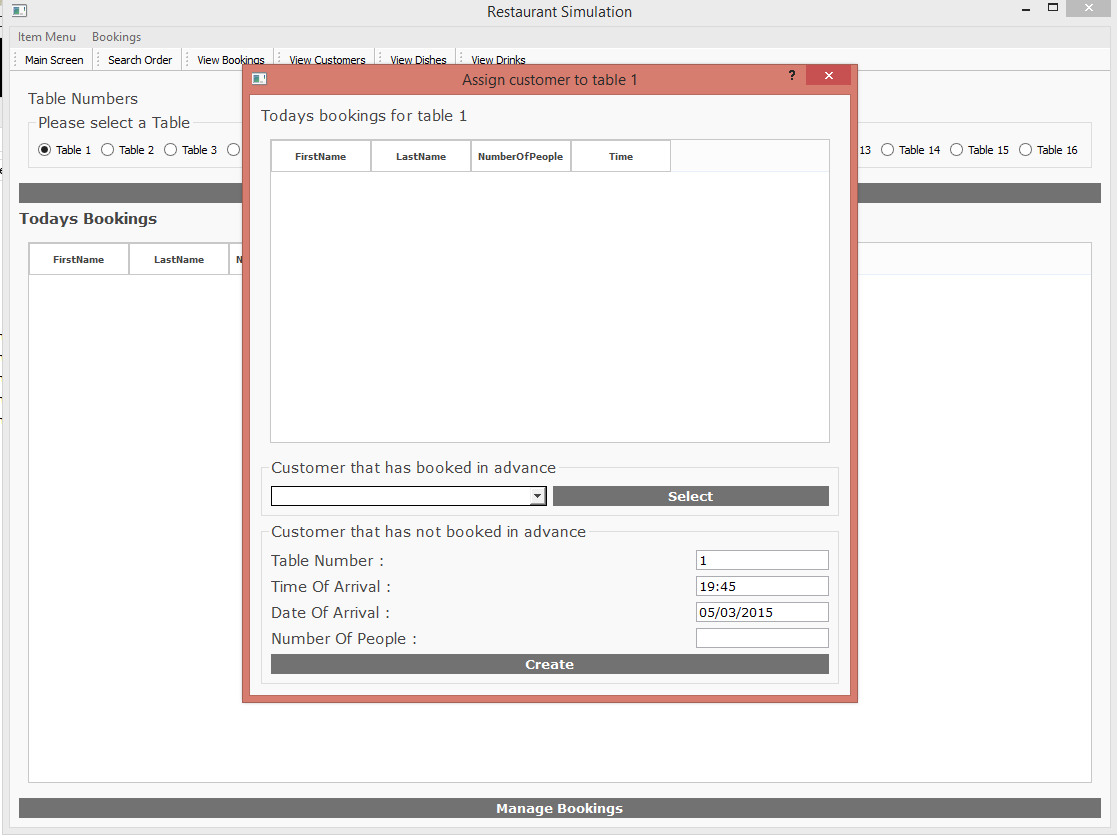 Restaurant Simulation
Item Menu Bookings
Main Screen Search Order View Bookings View Customers View Dishes View Drinks
Assign customer to table 1 ?
Table Numbers
Please select a Table
Table 1 Table 2 Table 3 13 Table 14 Table 15 Table 16
Todays bookings for table 1
FirstName LastName NumberOfPeople Time
Todays Bookings
FirstName LastName N
Customer that has booked in advance
Select
Customer that has not booked in advance
Table Number : 1
Time Of Arrival : 19:45
Date Of Arrival : 05/03/2015
Number Of People :
Create
Manage Bookings